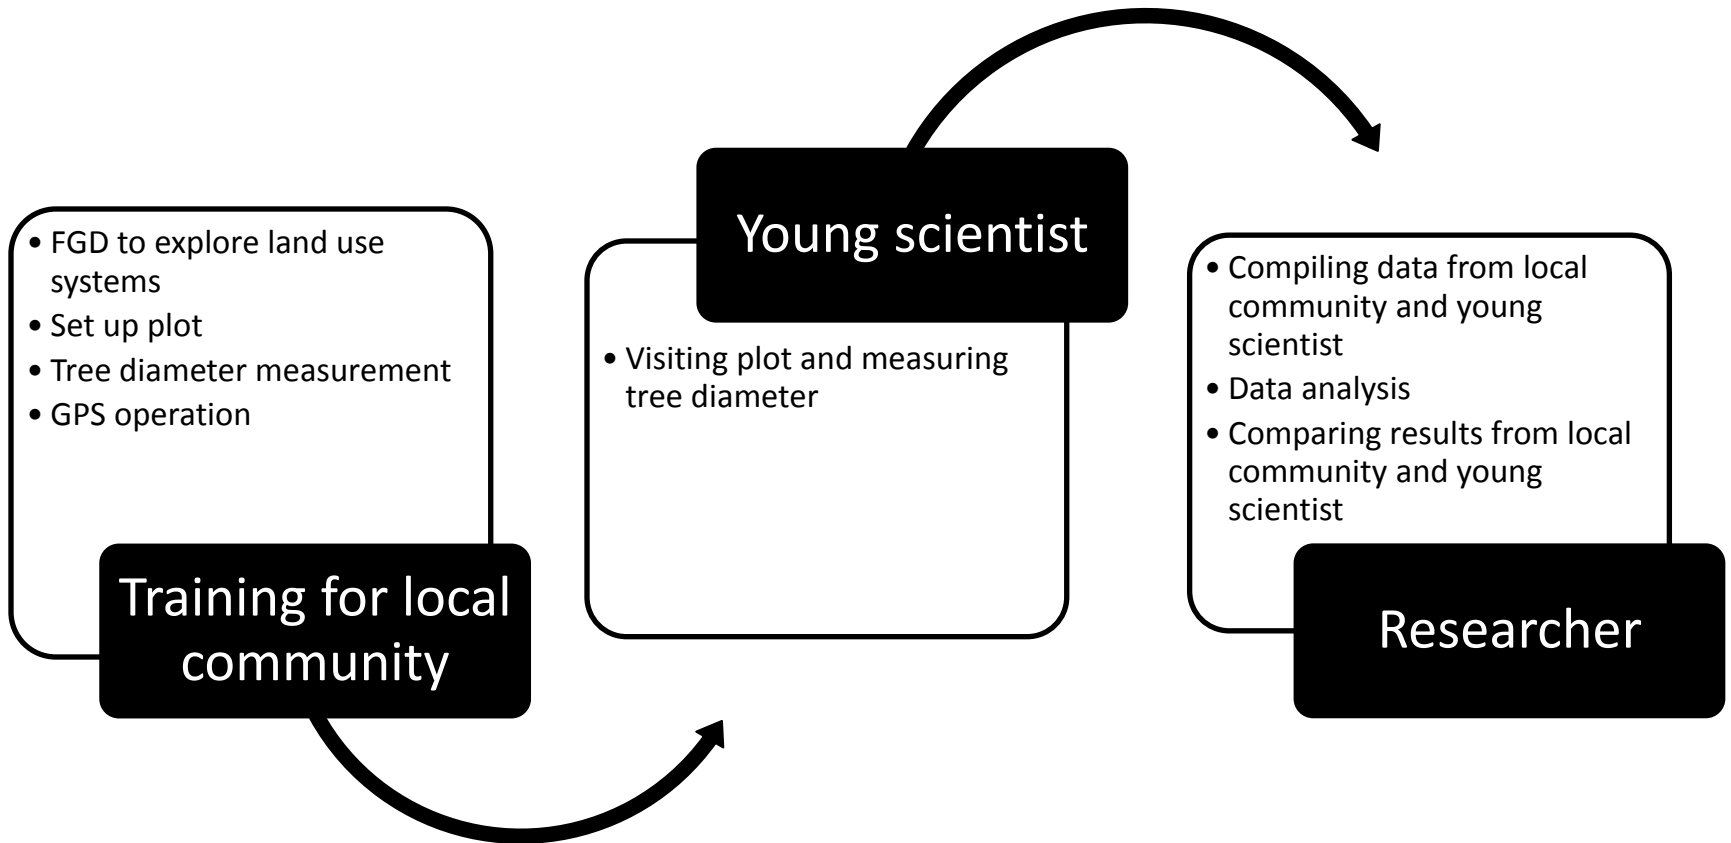 • FGD to explore land use
systems
• Set up plot
• Tree diameter measurement
• GPS operation
Training for local
community
Young scientist
• Visiting plot and measuring
tree diameter
• Compiling data from local
community and young
scientist
• Data analysis
• Comparing results from local
community and young
scientist
Researcher